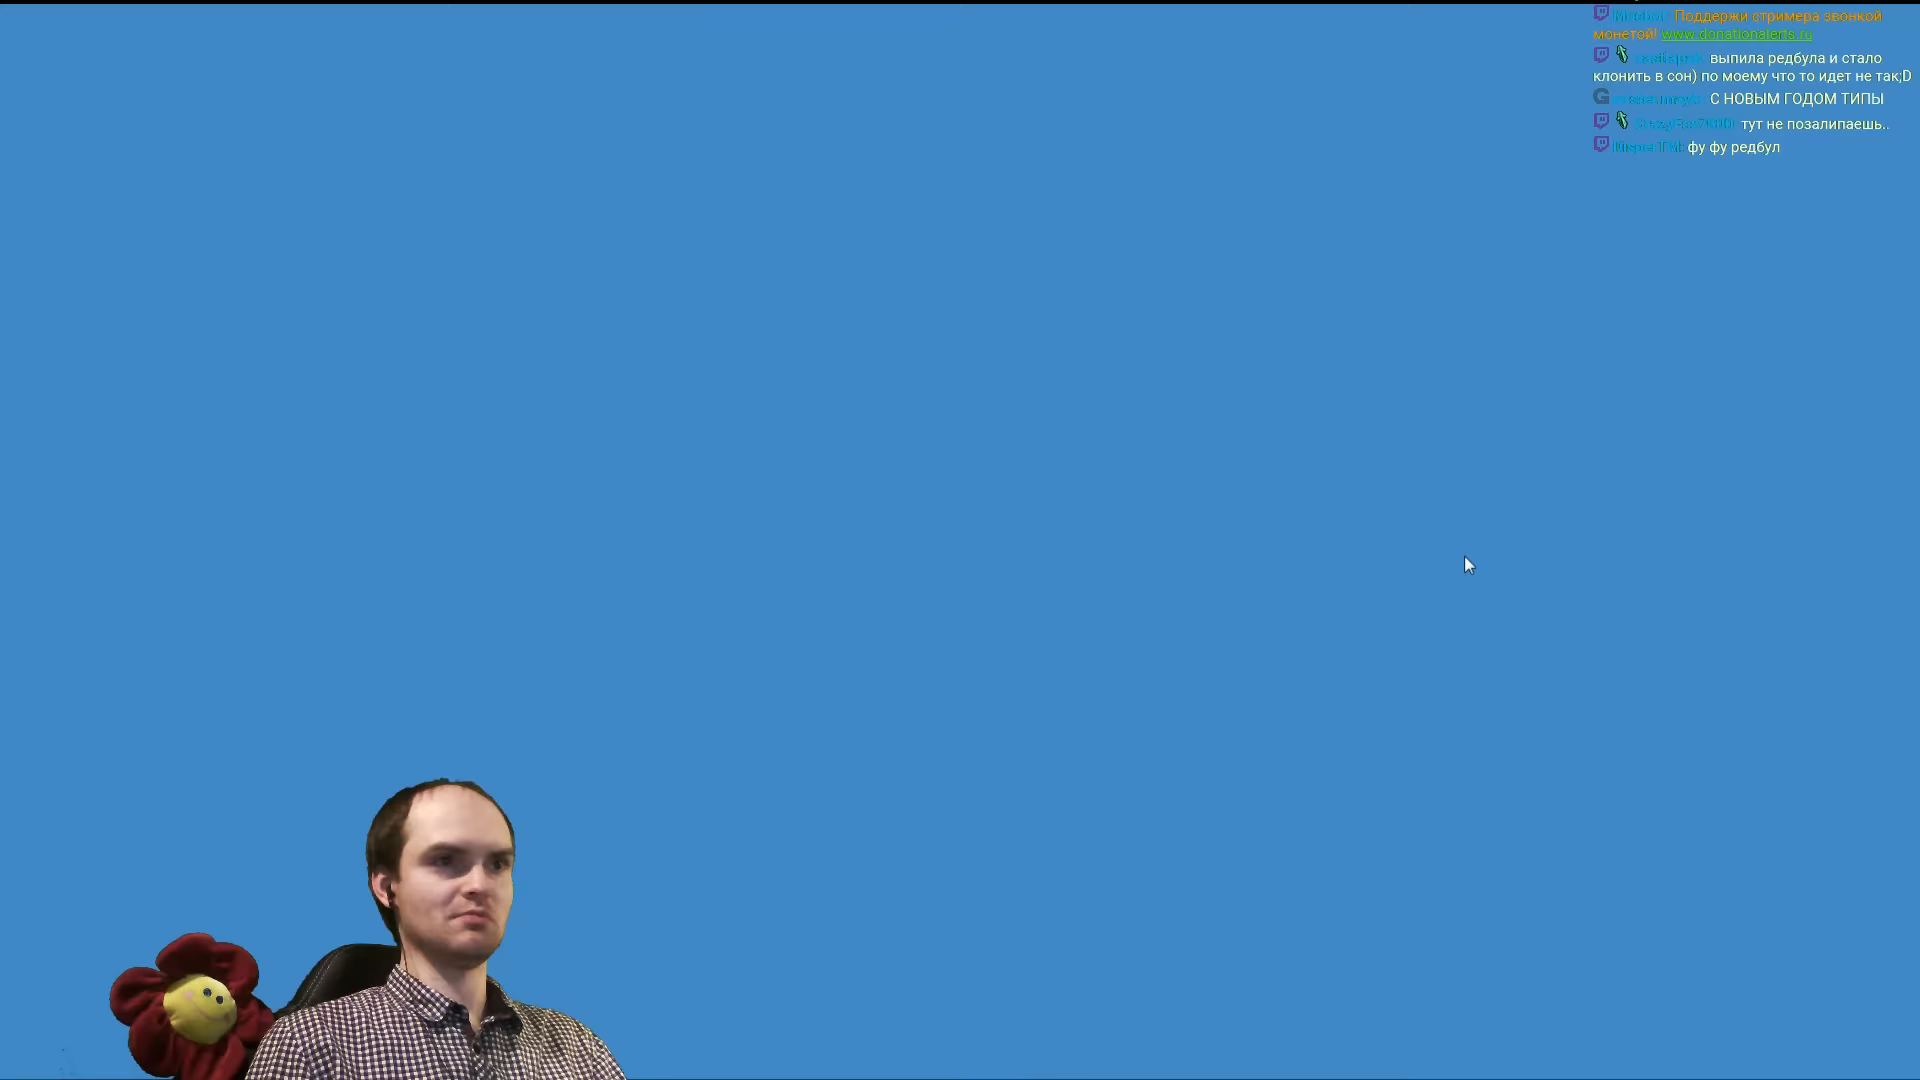 Поддержи стримера звонкой
монетой! www.donationalerts.ru
выпила редбула и стало
клонить в сон) по моему что то идет не так;D
С НОВЫМ ГОДОМ ТИПЫ
тут не позалипаешь..
фу фу редбул